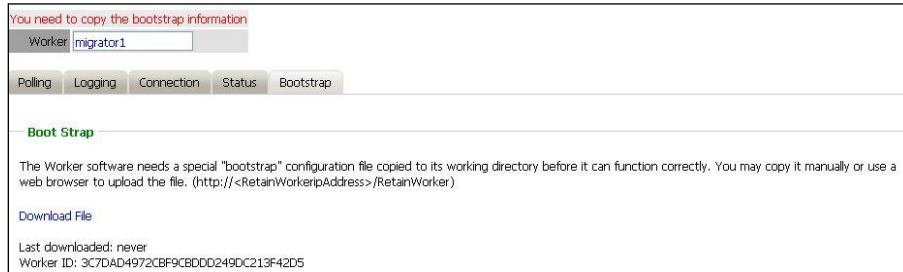 You need to copy the bootstrap information
Worker migrator1
Polling Logging Connection Status Bootstrap
Boot Strap
The Worker software needs a special "bootstrap" configuration file copied to its working directory before it can function correctly. You may copy it manually or use a
web browser to upload the file. (http://<RetainWorkeripAddress>/RetainWorker)
Download File
Last downloaded: never
Worker ID: 3C7DAD4972CBF9CBDDD249DC213F42D5